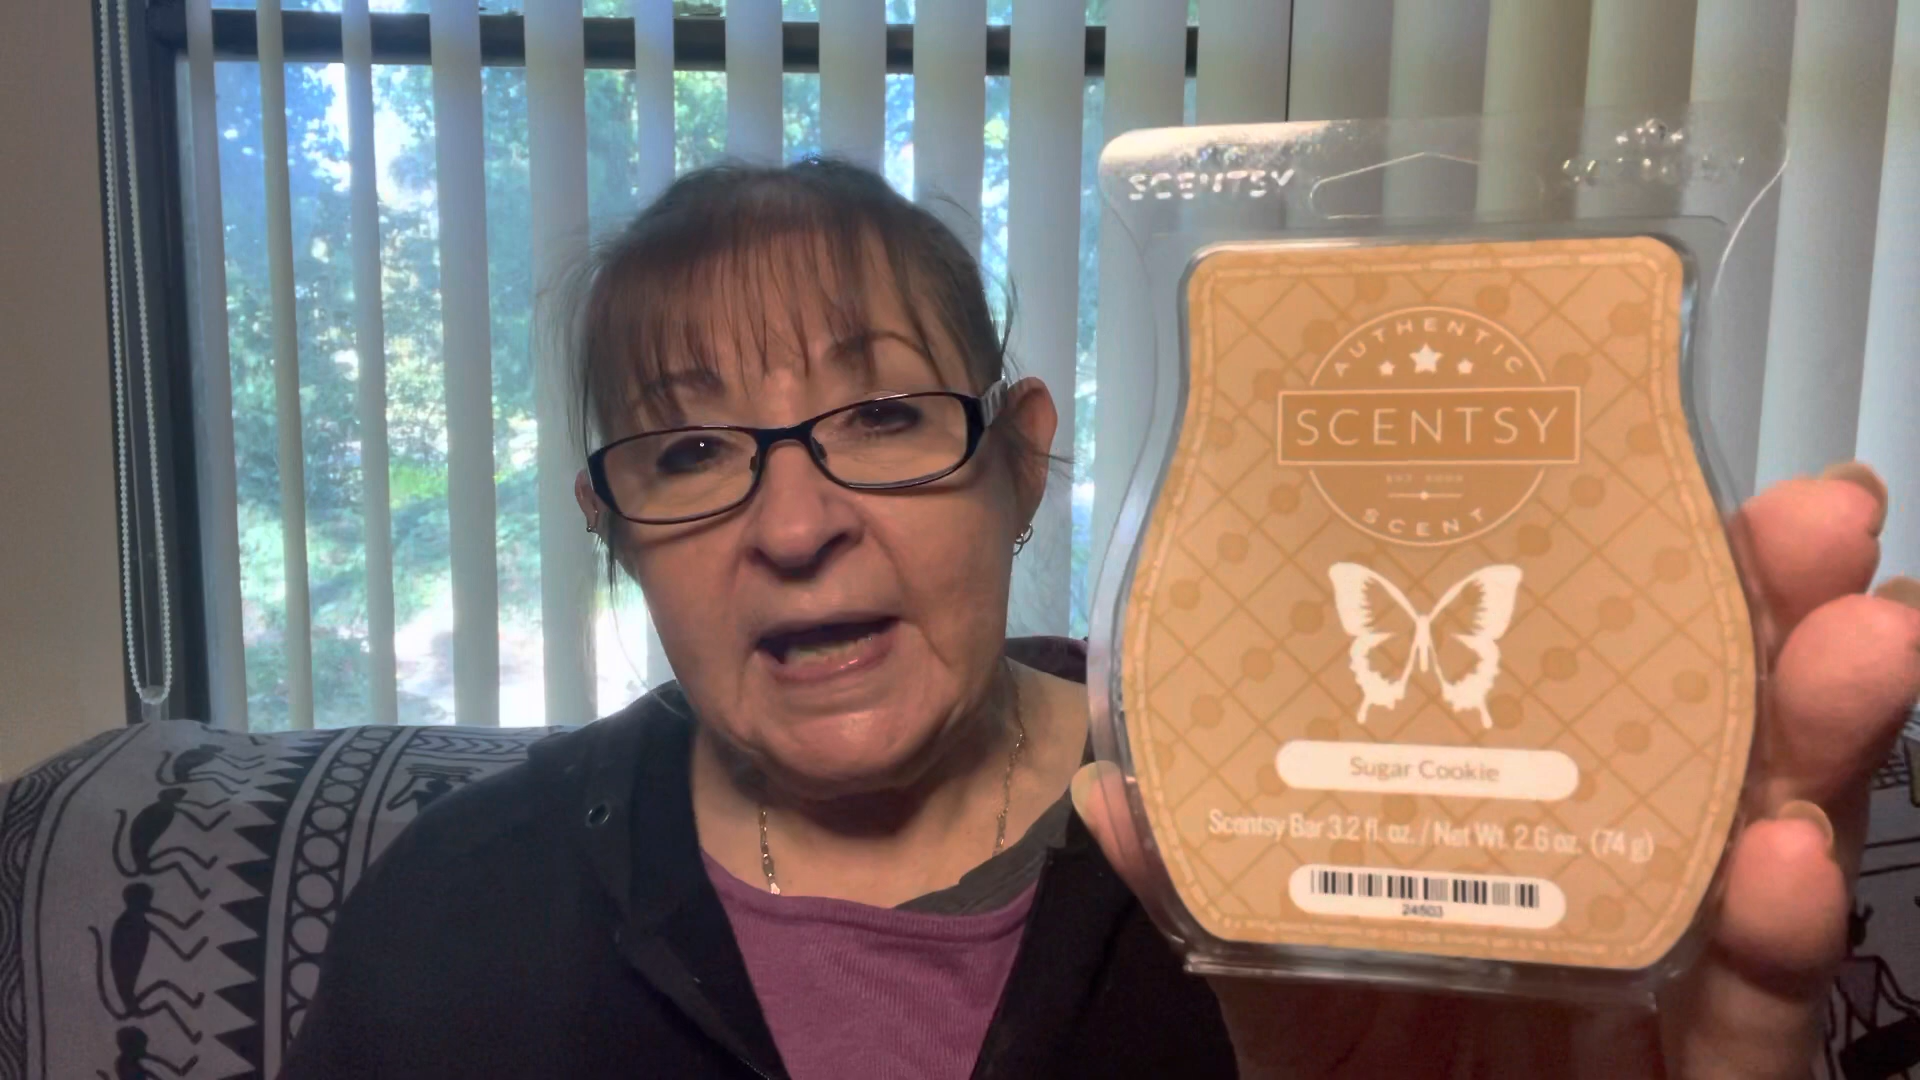 SCENTSY
AUTHENTIC
SCENTSY
SCENT
Sugar Cookie
Scentsy Bar 3.2 fl. oz. / Net Wt. 2.6 oz. (74 g)
24503